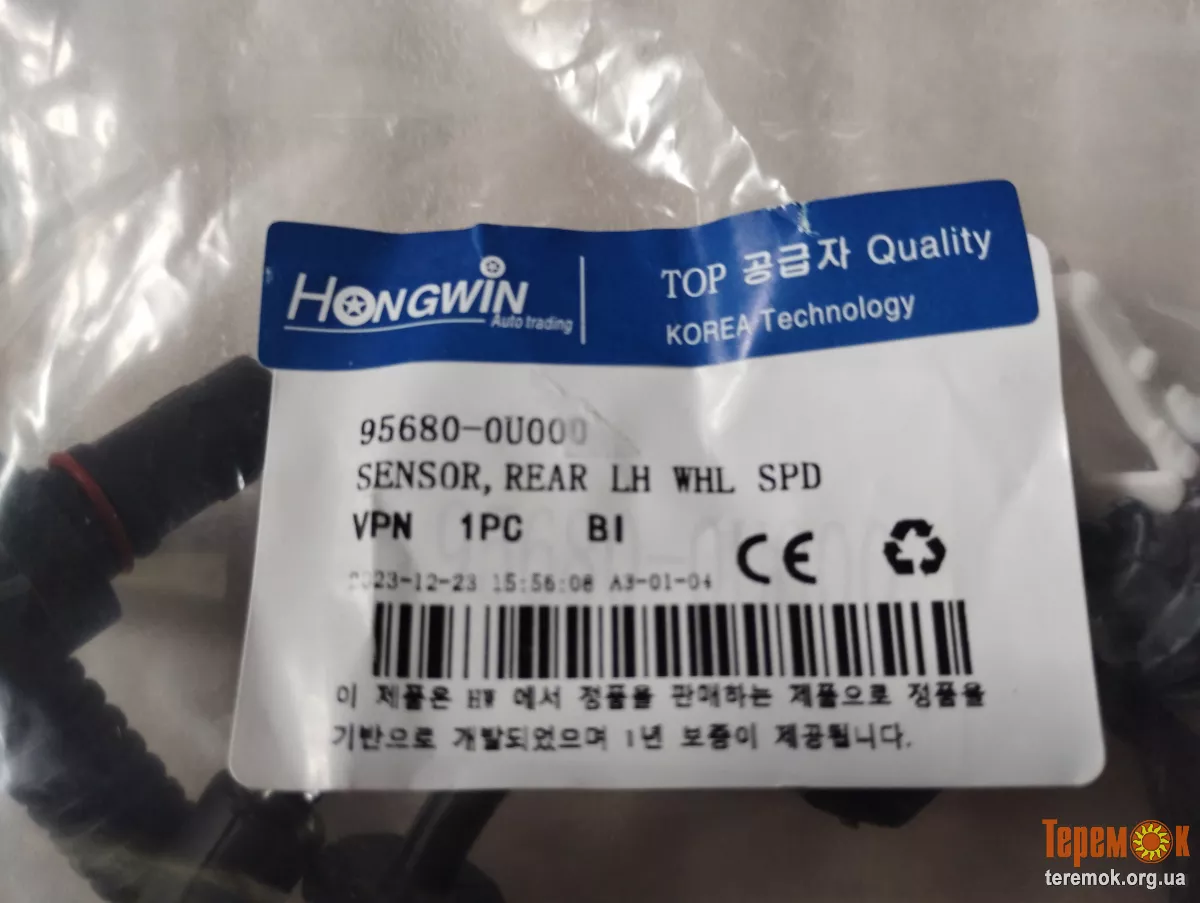 HONGWIN
Auto trading
TOP 공급자 Quality
KOREA Technology
95680-0U000
SENSOR, REAR LH WHL SPD
VPN 1PC BI
CE
2023-12-23 15:56:08 A3-01-04
이 제품은 HW 에서 정품을 판매하는 제품으로 정품을
기반으로 개발되었으며 1년 보증이 제공됩니다.
ТеремОк
teremok.org.ua